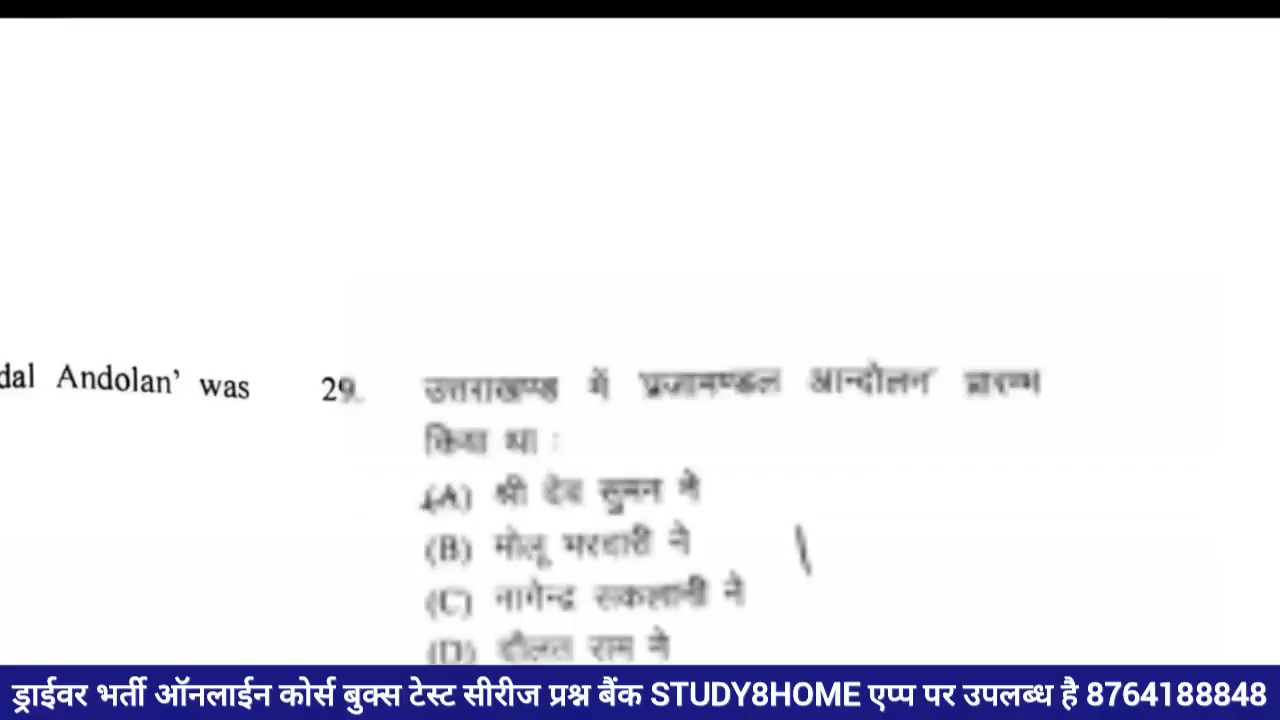 dal Andolan' was
29. उत्तराखण्ड में 'प्रजामण्डल आन्दोलन' प्रारम्भ
किया था :
(A) श्री देव सुमन ने
(B) मोलू भरदारी ने
(C) नागेन्द्र सकलानी ने
(D) दौलत राम ने
ड्राईवर भर्ती ऑनलाईन कोर्स बुक्स टेस्ट सीरीज प्रश्न बैंक STUDY8HOME एप्प पर उपलब्ध है 8764188848